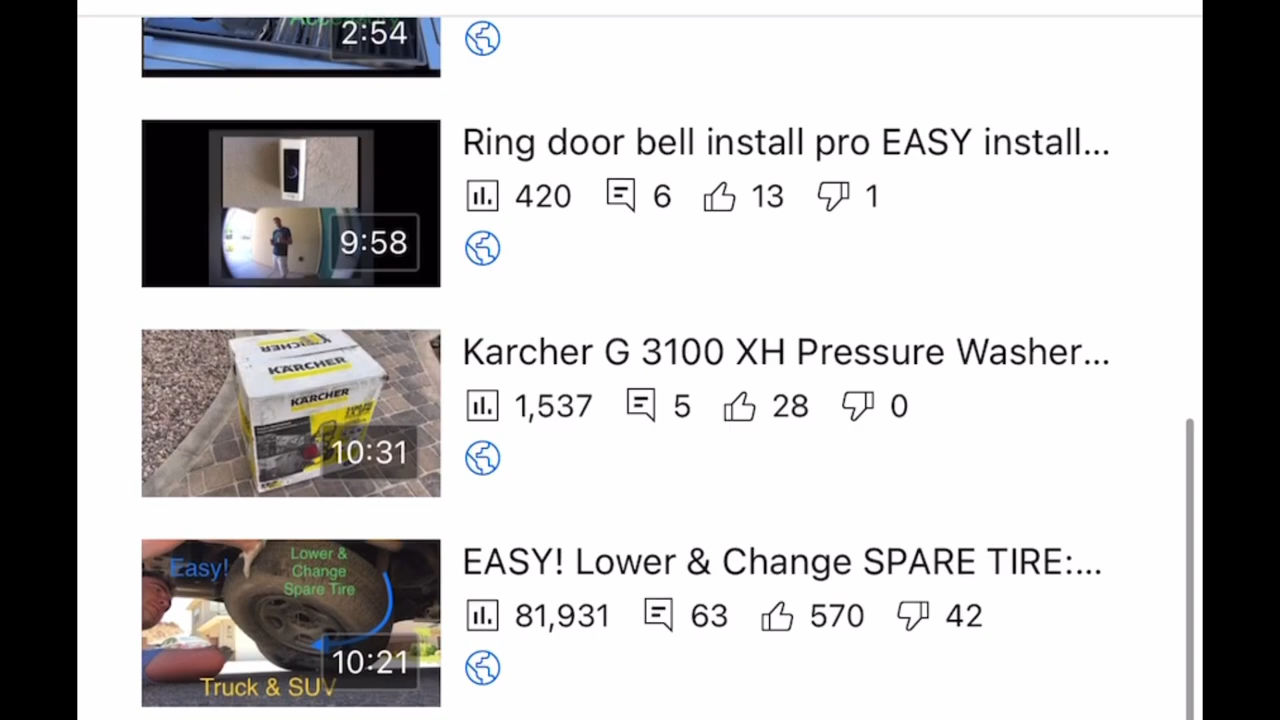 2:54
Ring door bell install pro EASY install...
420 6 13 1
9:58
Karcher G 3100 XH Pressure Washer...
1,537 5 28 0
KARCHER
KARCHER
KARCHER
10:31
EASY! Lower & Change SPARE TIRE:...
81,931 63 570 42
Easy!
Lower &
Change
Spare Tire
10:21
Truck & SUV